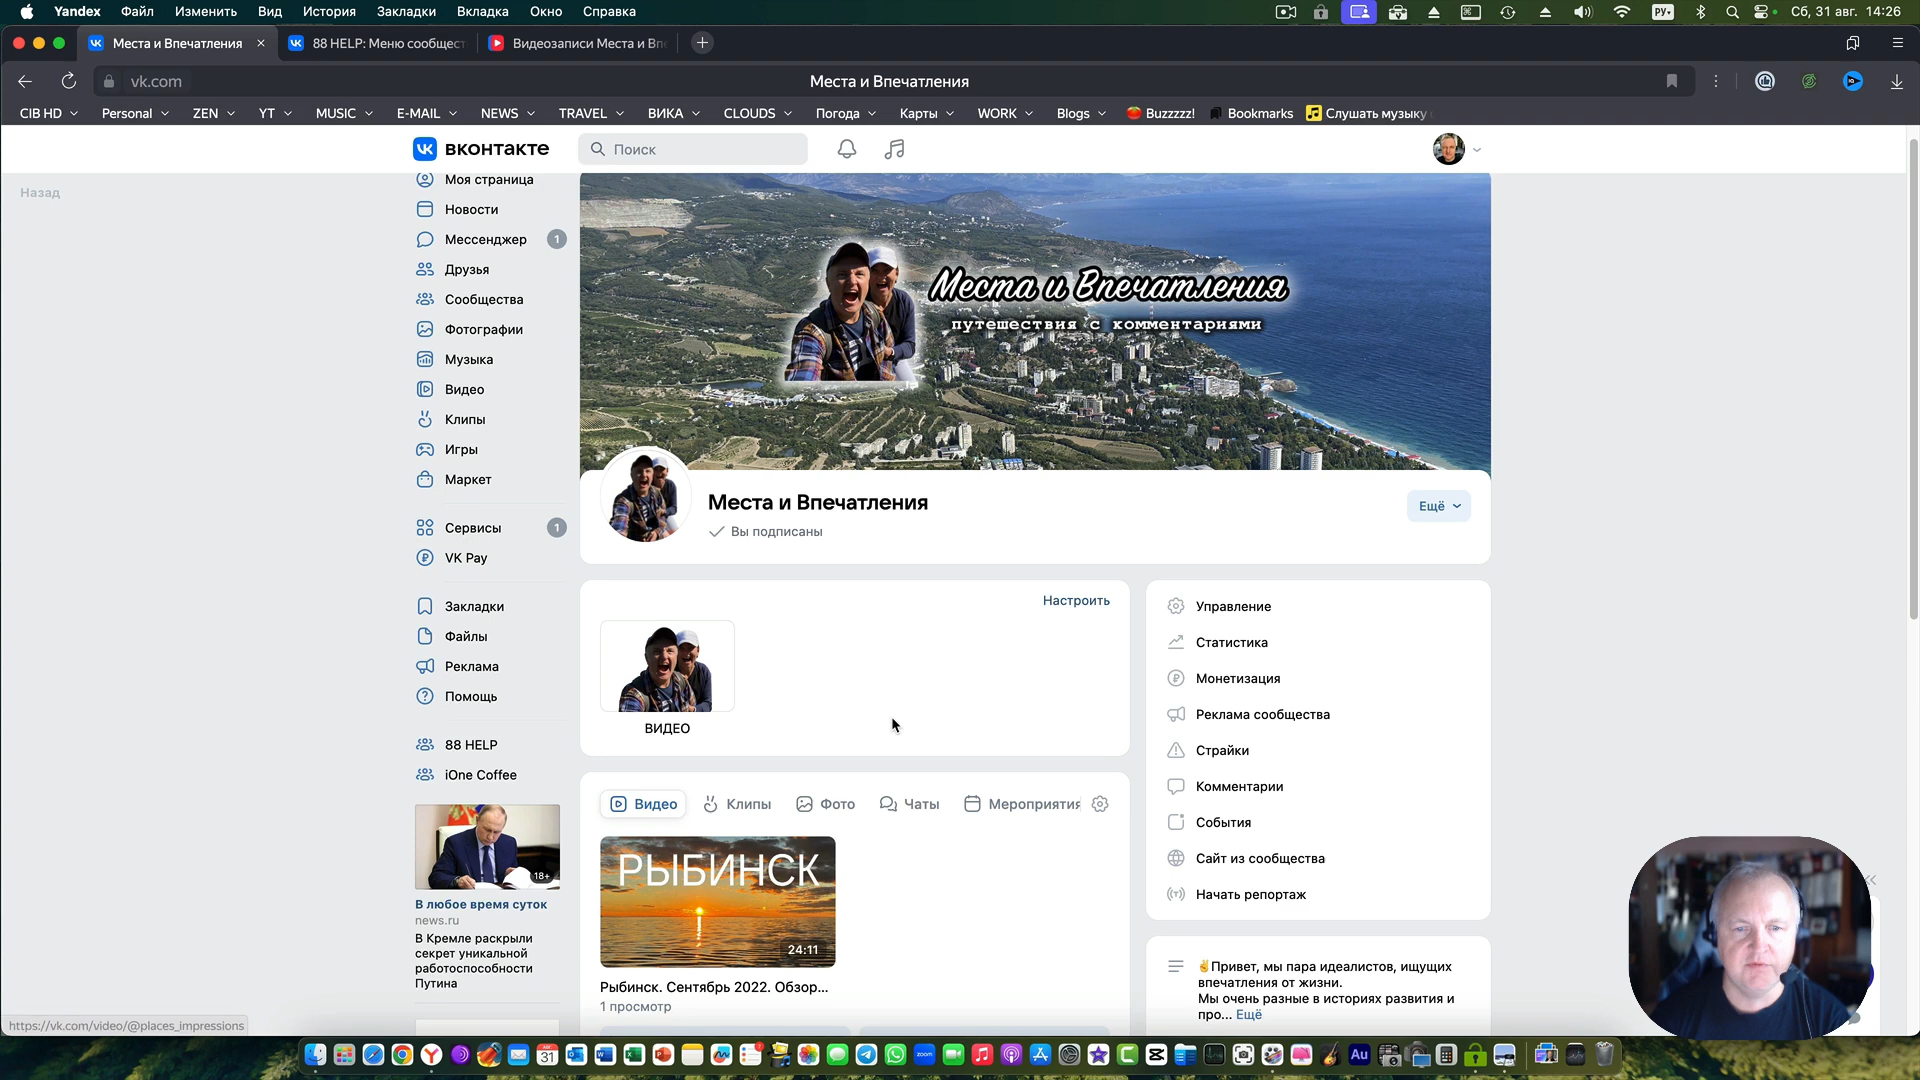 Yandex Файл Изменить Вид История Закладки Вкладка Окно Справка РУ Сб, 31 авг. 14:26
Места и Впечатления 88 HELP: Меню сообщест Видеозаписи Места и Впе
vk.com Места и Впечатления
CIB HD Personal ZEN YT MUSIC E-MAIL NEWS TRAVEL ВИКА CLOUDS Погода Карты WORK Blogs Buzzzzz! Bookmarks Слушать музыку
вконтакте Поиск
Назад
Моя страница
Новости
Мессенджер 1
Друзья
Сообщества
Фотографии
Музыка
Видео
Клипы
Игры
Маркет
Сервисы 1
VK Pay
Закладки
Файлы
Реклама
Помощь
88 HELP
iOne Coffee
18+
В любое время суток
news.ru
В Кремле раскрыли
секрет уникальной
работоспособности
Путина
Места и Впечатления
путешествия с комментариями
Места и Впечатления
Вы подписаны
Ещё
Настроить
ВИДЕО
Видео Клипы Фото Чаты Мероприятия
РЫБИНСК
24:11
Рыбинск. Сентябрь 2022. Обзор...
1 просмотр
Управление
Статистика
Монетизация
Реклама сообщества
Страйки
Комментарии
События
Сайт из сообщества
Начать репортаж
✌Привет, мы пара идеалистов, ищущих
впечатления от жизни.
Мы очень разные в историях развития и
про... Ещё
https://vk.com/video/@places_impressions
31
zoom
Au